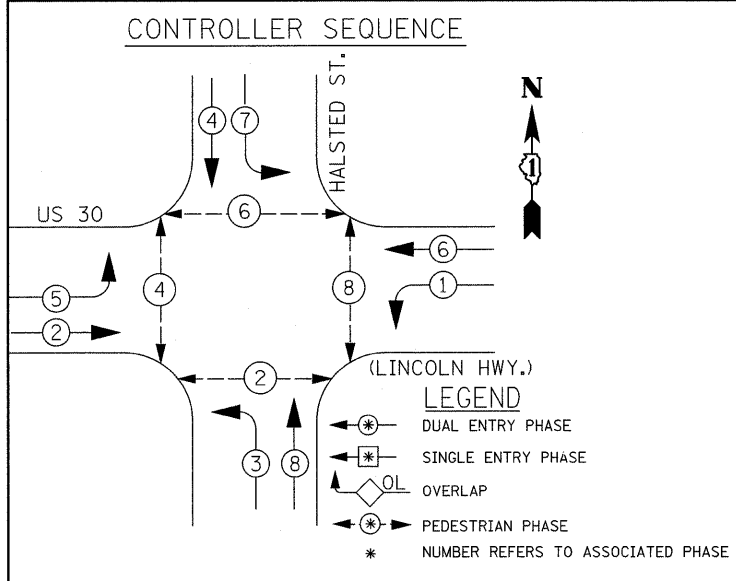 CONTROLLER SEQUENCE
HALSTED ST.
N
1
4
7
6
US 30
6
5
4
8
1
2
2
(LINCOLN HWY.)
3
8
LEGEND
* DUAL ENTRY PHASE
* SINGLE ENTRY PHASE
OL OVERLAP
* PEDESTRIAN PHASE
* NUMBER REFERS TO ASSOCIATED PHASE